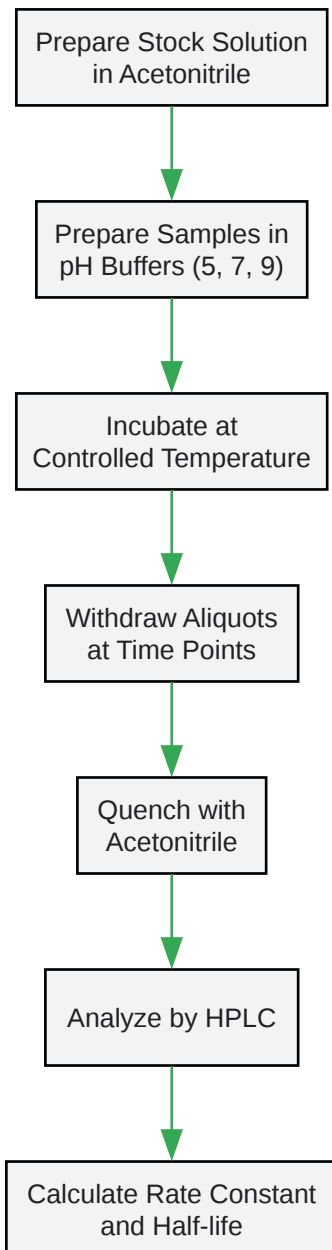 Prepare Stock Solution
in Acetonitrile
Prepare Samples in
pH Buffers (5, 7, 9)
Incubate at
Controlled Temperature
Withdraw Aliquots
at Time Points
Quench with
Acetonitrile
Analyze by HPLC
Calculate Rate Constant
and Half-life